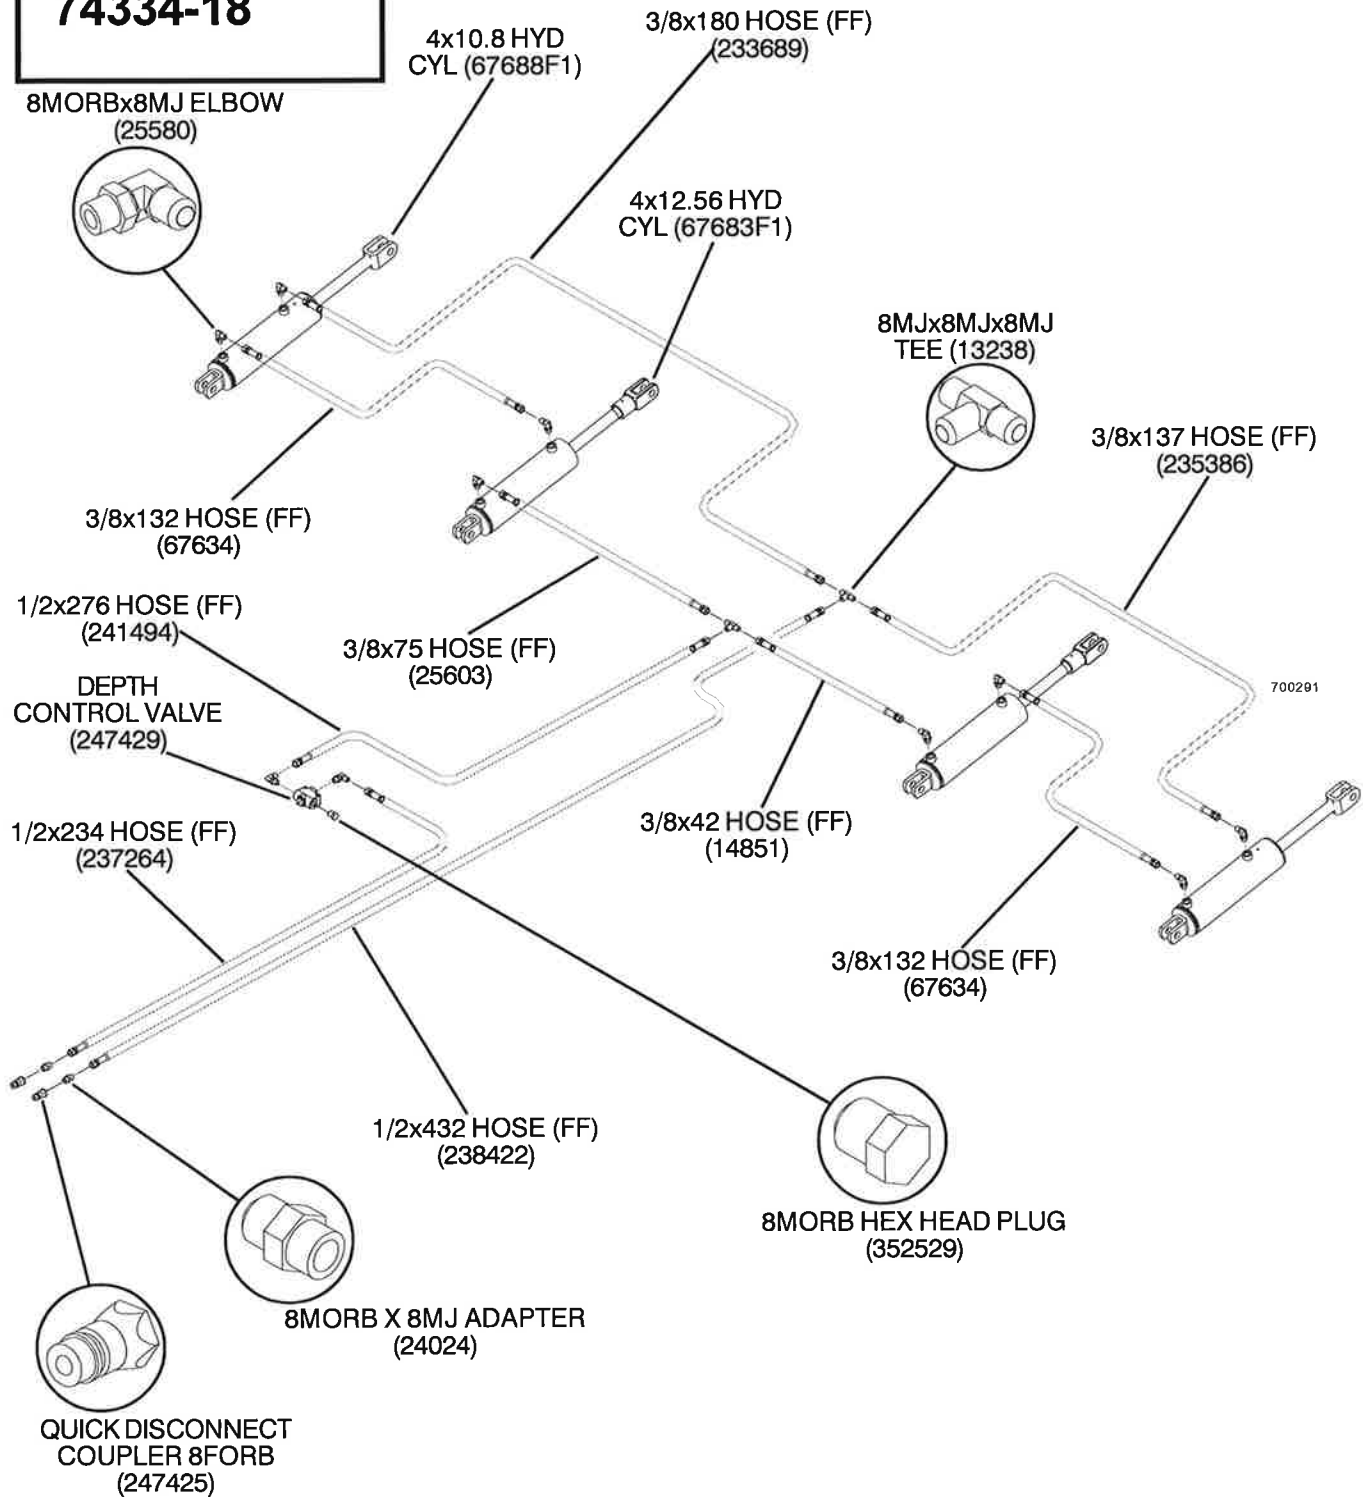 74334-18
4x10.8 HYD
CYL (67688F1)
3/8x180 HOSE (FF)
(233689)
8MORBx8MJ ELBOW
(25580)
4x12.56 HYD
CYL (67683F1)
8MJx8MJx8MJ
TEE (13238)
3/8x137 HOSE (FF)
(235386)
3/8x132 HOSE (FF)
(67634)
1/2x276 HOSE (FF)
(241494)
3/8x75 HOSE (FF)
(25603)
DEPTH
CONTROL VALVE
(247429)
700291
1/2x234 HOSE (FF)
(237264)
3/8x42 HOSE (FF)
(14851)
3/8x132 HOSE (FF)
(67634)
1/2x432 HOSE (FF)
(238422)
8MORB HEX HEAD PLUG
(352529)
8MORB X 8MJ ADAPTER
(24024)
QUICK DISCONNECT
COUPLER 8FORB
(247425)